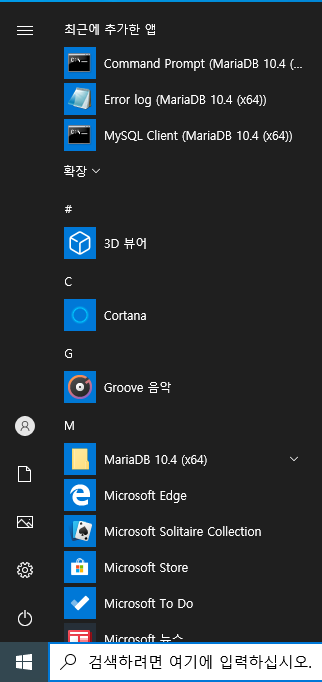 최근에 추가한 앱
Command Prompt (MariaDB 10.4 (...
Error log (MariaDB 10.4 (x64))
MySQL Client (MariaDB 10.4 (x64))
확장
#
3D 뷰어
C
Cortana
G
Groove 음악
M
MariaDB 10.4 (x64)
Microsoft Edge
Microsoft Solitaire Collection
Microsoft Store
Microsoft To Do
Microsoft 뉴스
검색하려면 여기에 입력하십시오.